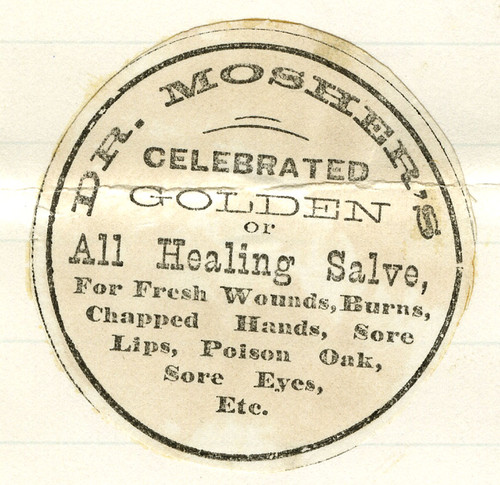 DR. MOSHER'S
CELEBRATED
GOLDEN
or
All Healing Salve,
For Fresh Wounds, Burns,
Chapped Hands, Sore
Lips, Poison Oak,
Sore Eyes,
Etc.